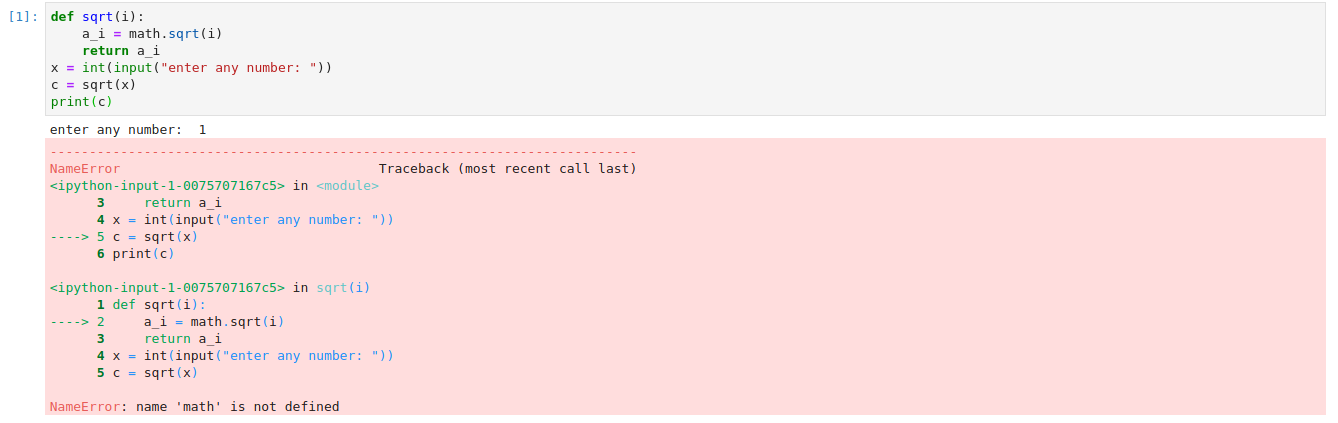 [1]: def sqrt(i):
    a_i = math.sqrt(i)
    return a_i
x = int(input("enter any number: "))
c = sqrt(x)
print(c)
enter any number:  1
---------------------------------------------------------------------------
NameError                                 Traceback (most recent call last)
<ipython-input-1-0075707167c5> in <module>
      3     return a_i
      4 x = int(input("enter any number: "))
----> 5 c = sqrt(x)
      6 print(c)
<ipython-input-1-0075707167c5> in sqrt(i)
      1 def sqrt(i):
----> 2     a_i = math.sqrt(i)
      3     return a_i
      4 x = int(input("enter any number: "))
      5 c = sqrt(x)
NameError: name 'math' is not defined